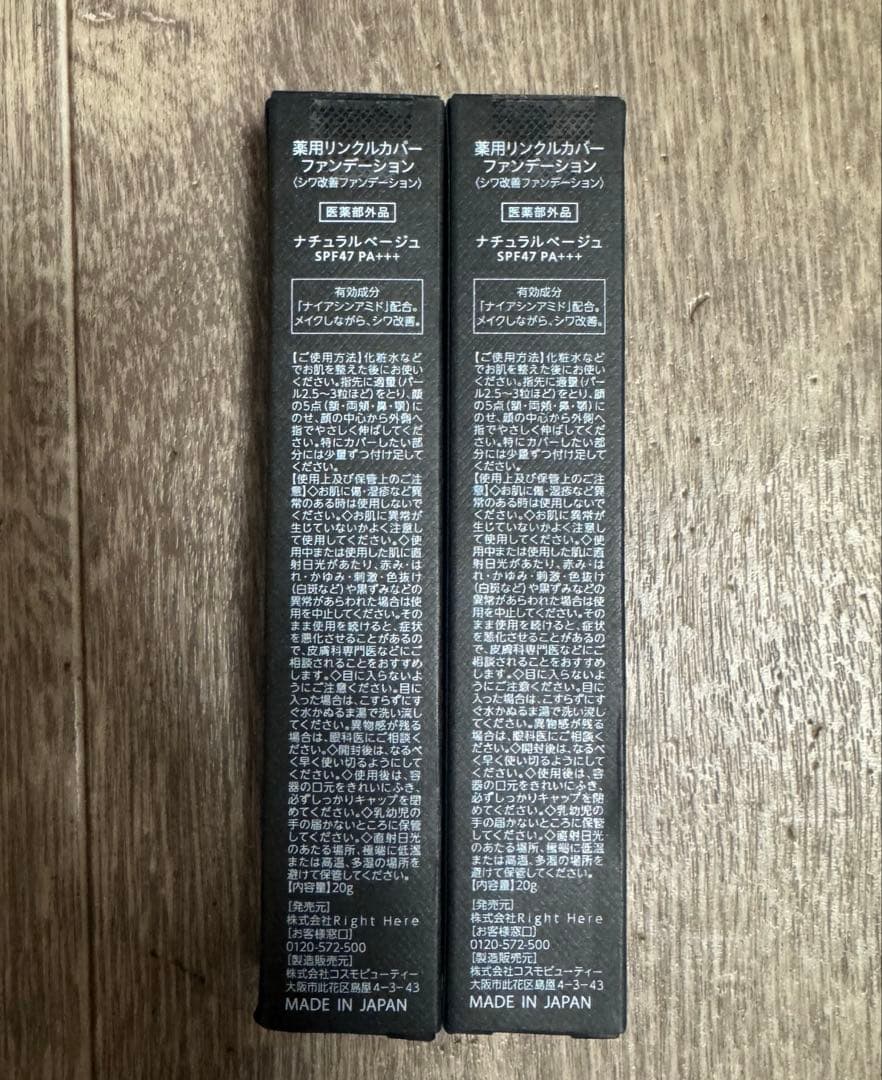 薬用リンクルカバー
ファンデーション
〈シワ改善ファンデーション〉
医薬部外品
ナチュラルベージュ
SPF47 PA+++
有効成分
「ナイアシンアミド」配合。
メイクしながら、シワ改善。
【ご使用方法】化粧水など
でお肌を整えた後にお使い
ください。指先に適量(パー
ル2.5〜3粒ほど)をとり、顔
の5点(額・両頬・鼻・顎)に
のせ、顔の中心から外側へ
指でやさしく伸ばしてくだ
さい。特にカバーしたい部
分には少量ずつ付け足して
ください。
【使用上及び保管上のご注
意】◇お肌に傷・湿疹など異
常のある時は使用しないで
ください。◇お肌に異常が
生じていないかよく注意し
て使用してください。◇使
用中または使用した肌に直
射日光があたり、赤み・は
れ・かゆみ・刺激・色抜け
(白斑など)や黒ずみなどの
異常があらわれた場合は使
用を中止してください。その
まま使用を続けると、症状
を悪化させることがあるの
で、皮膚科専門医などにご
相談されることをおすすめ
します。◇目に入らないよ
うにご注意ください。目に
入った場合は、こすらずにす
ぐ水かぬるま湯で洗い流し
てください。異物感が残る
場合は、眼科医にご相談く
ださい。◇開封後は、なるべ
く早く使い切るようにして
ください。◇使用後は、容
器の口元をきれいにふき、
必ずしっかりキャップを閉
めてください。◇乳幼児の
手の届かないところに保管
してください。◇直射日光
のあたる場所、極端に低温
または高温、多湿の場所を
避けて保管してください。
【内容量】20g
[発売元]
株式会社Right Here
[お客様窓口]
0120-572-500
[製造販売元]
株式会社コスモビューティー
大阪市此花区島屋4-3-43
MADE IN JAPAN
薬用リンクルカバー
ファンデーション
〈シワ改善ファンデーション〉
医薬部外品
ナチュラルベージュ
SPF47 PA+++
有効成分
「ナイアシンアミド」配合。
メイクしながら、シワ改善。
【ご使用方法】化粧水など
でお肌を整えた後にお使い
ください。指先に適量(パー
ル2.5〜3粒ほど)をとり、顔
の5点(額・両頬・鼻・顎)に
のせ、顔の中心から外側へ
指でやさしく伸ばしてくだ
さい。特にカバーしたい部
分には少量ずつ付け足して
ください。
【使用上及び保管上のご注
意】◇お肌に傷・湿疹など異
常のある時は使用しないで
ください。◇お肌に異常が
生じていないかよく注意し
て使用してください。◇使
用中または使用した肌に直
射日光があたり、赤み・は
れ・かゆみ・刺激・色抜け
(白斑など)や黒ずみなどの
異常があらわれた場合は使
用を中止してください。その
まま使用を続けると、症状
を悪化させることがあるの
で、皮膚科専門医などにご
相談されることをおすすめ
します。◇目に入らないよ
うにご注意ください。目に
入った場合は、こすらずにす
ぐ水かぬるま湯で洗い流し
てください。異物感が残る
場合は、眼科医にご相談く
ださい。◇開封後は、なるべ
く早く使い切るようにして
ください。◇使用後は、容
器の口元をきれいにふき、
必ずしっかりキャップを閉
めてください。◇乳幼児の
手の届かないところに保管
してください。◇直射日光
のあたる場所、極端に低温
または高温、多湿の場所を
避けて保管してください。
【内容量】20g
[発売元]
株式会社Right Here
[お客様窓口]
0120-572-500
[製造販売元]
株式会社コスモビューティー
大阪市此花区島屋4-3-43
MADE IN JAPAN